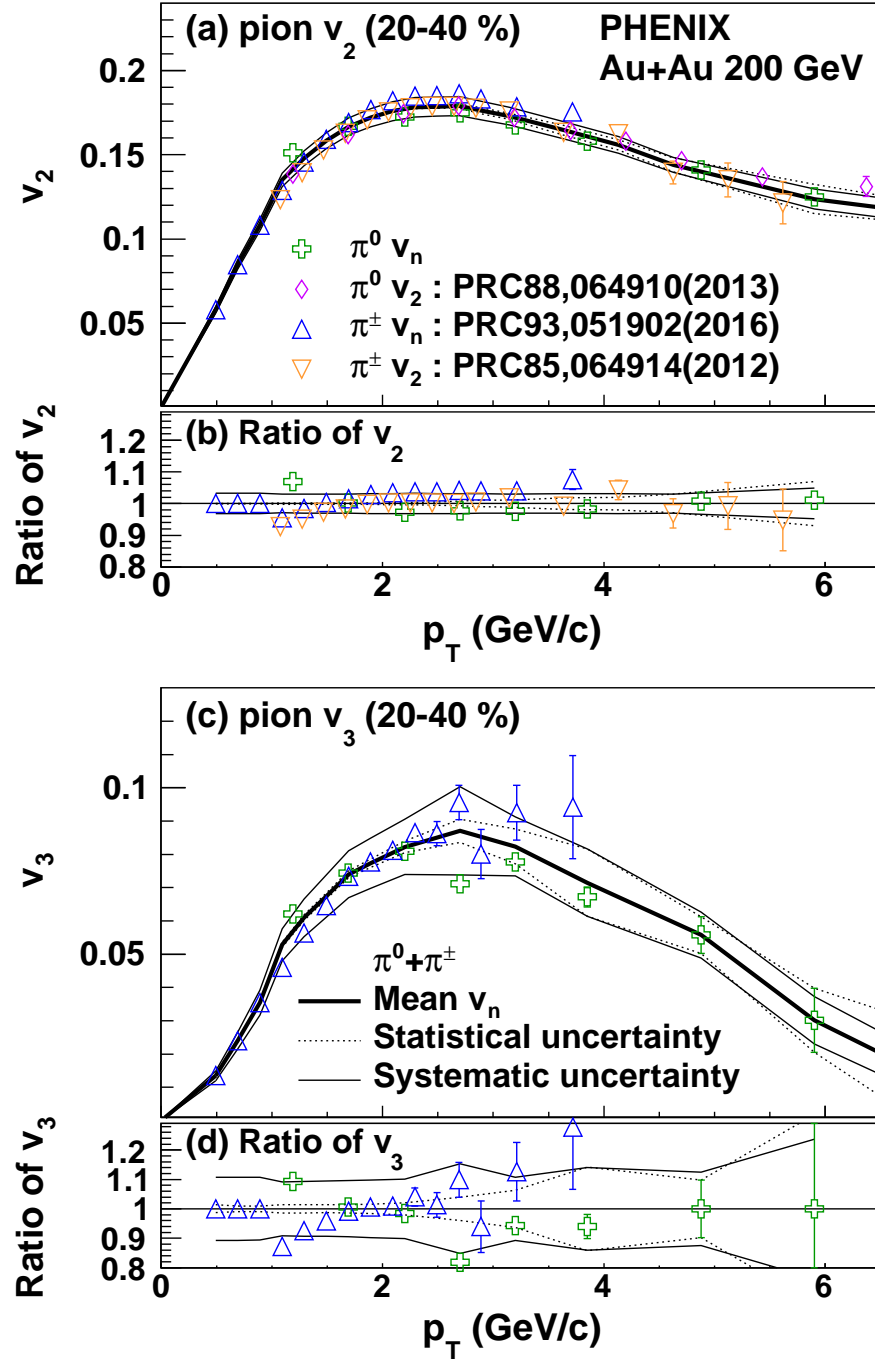 (a) pion v2 (20-40 %)
PHENIX
Au+Au 200 GeV
v2
0.2
0.15
0.1
0.05
π0 vn
π0 v2 : PRC88,064910(2013)
π± vn : PRC93,051902(2016)
π± v2 : PRC85,064914(2012)
(b) Ratio of v2
Ratio of v2
1.2
1.1
1
0.9
0.8
0 2 4 6
pT (GeV/c)
(c) pion v3 (20-40 %)
v3
0.1
0.05
π0+π±
Mean vn
Statistical uncertainty
Systematic uncertainty
(d) Ratio of v3
Ratio of v3
1.2
1.1
1
0.9
0.8
0 2 4 6
pT (GeV/c)